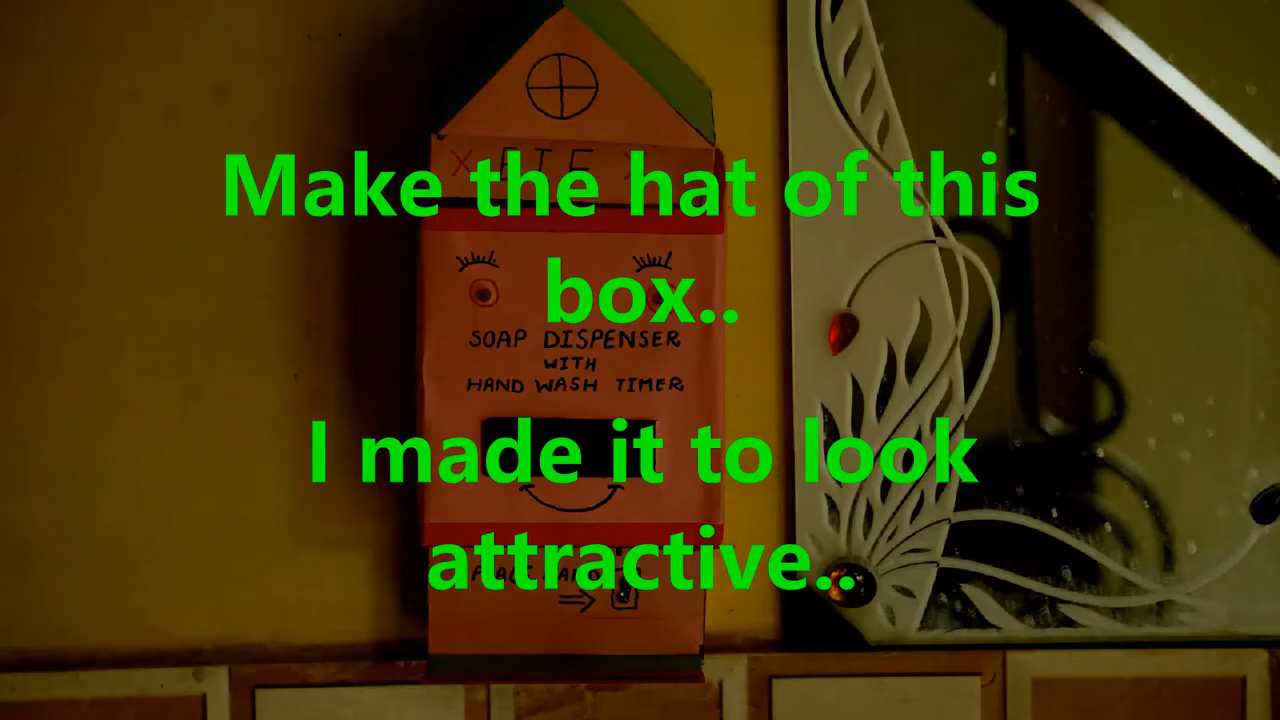 Make the hat of this
box..
SOAP DISPENSER
WITH
HAND WASH TIMER
I made it to look
attractive..